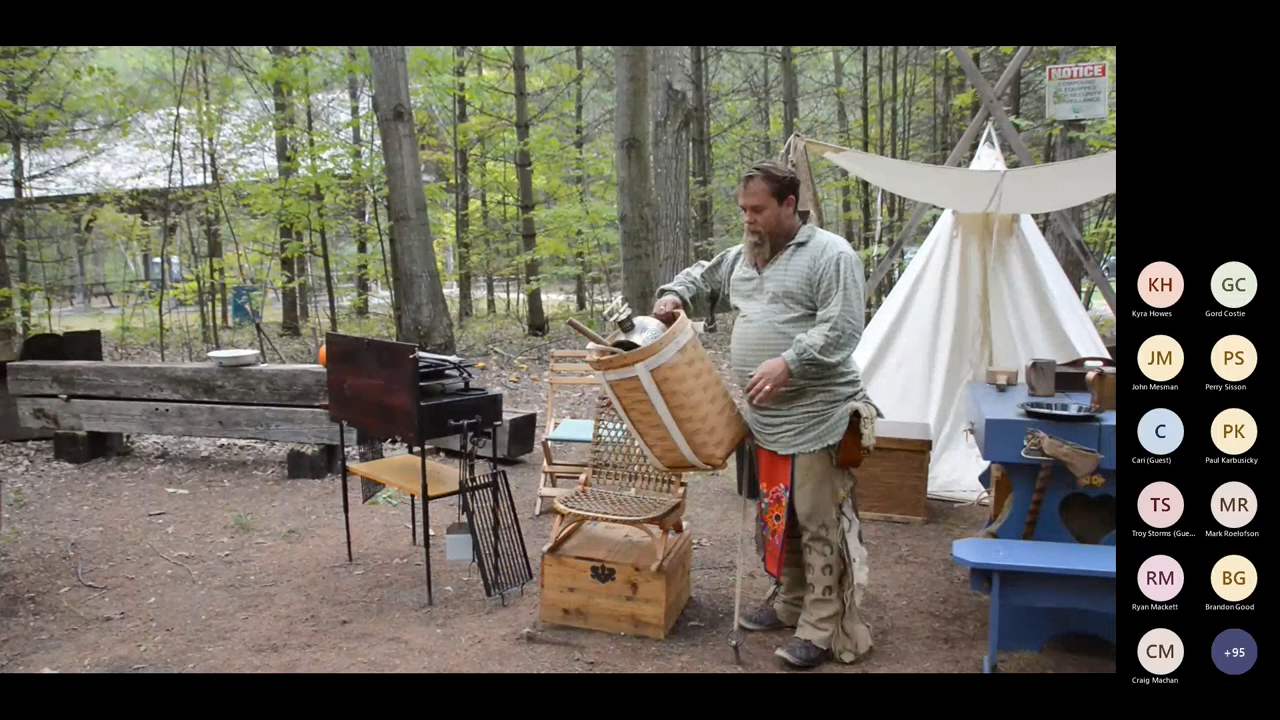 NOTICE
KH
GC
Kyra Howes
Gord Costie
JM
PS
John Mesman
Perry Sisson
C
PK
Cari (Guest)
Paul Karbusicky
TS
MR
Troy Storms (Gue...
Mark Roelofson
RM
BG
Ryan Mackett
Brandon Good
CM
+95
Craig Machan